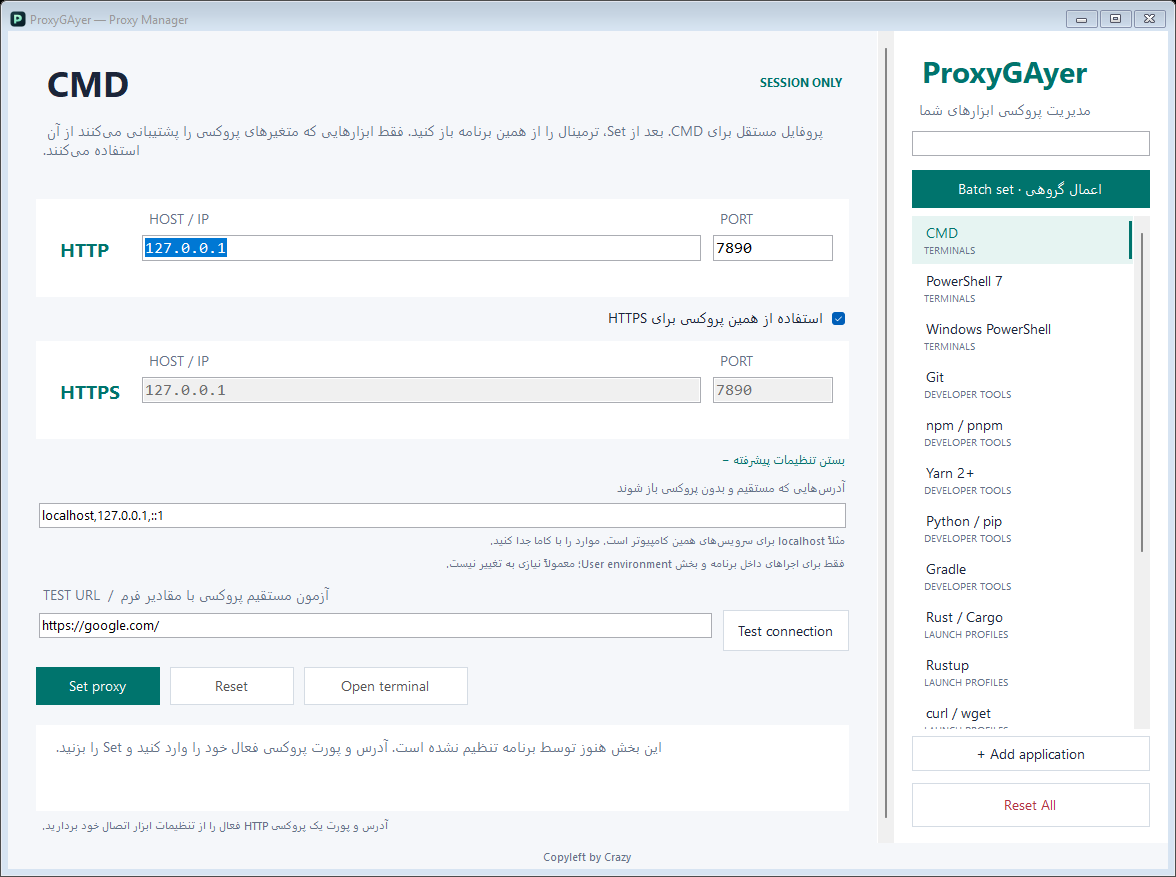 ProxyGAyer — Proxy Manager
CMD
SESSION ONLY
پروفایل مستقل برای CMD. بعد از Set، ترمینال را از همین برنامه باز کنید. فقط ابزارهایی که متغیرهای پروکسی را پشتیبانی می‌کنند از آن
استفاده می‌کنند.
HOST / IP
PORT
HTTP
127.0.0.1
7890
استفاده از همین پروکسی برای HTTPS
HOST / IP
PORT
HTTPS
127.0.0.1
7890
بستن تنظیمات پیشرفته −
آدرس‌هایی که مستقیم و بدون پروکسی باز شوند
localhost,127.0.0.1,::1
مثلاً localhost برای سرویس‌های همین کامپیوتر است. موارد را با کاما جدا کنید.
فقط برای اجراهای داخل برنامه و بخش User environment؛ معمولاً نیازی به تغییر نیست.
TEST URL / آزمون مستقیم پروکسی با مقادیر فرم
https://google.com/
Test connection
Set proxy
Reset
Open terminal
این بخش هنوز توسط برنامه تنظیم نشده است. آدرس و پورت پروکسی فعال خود را وارد کنید و Set را بزنید.
آدرس و پورت یک پروکسی HTTP فعال را از تنظیمات ابزار اتصال خود بردارید.
ProxyGAyer
مدیریت پروکسی ابزارهای شما
Batch set · اعمال گروهی
CMD
TERMINALS
PowerShell 7
TERMINALS
Windows PowerShell
TERMINALS
Git
DEVELOPER TOOLS
npm / pnpm
DEVELOPER TOOLS
Yarn 2+
DEVELOPER TOOLS
Python / pip
DEVELOPER TOOLS
Gradle
DEVELOPER TOOLS
Rust / Cargo
LAUNCH PROFILES
Rustup
LAUNCH PROFILES
curl / wget
LAUNCH PROFILES
+ Add application
Reset All
Copyleft by Crazy